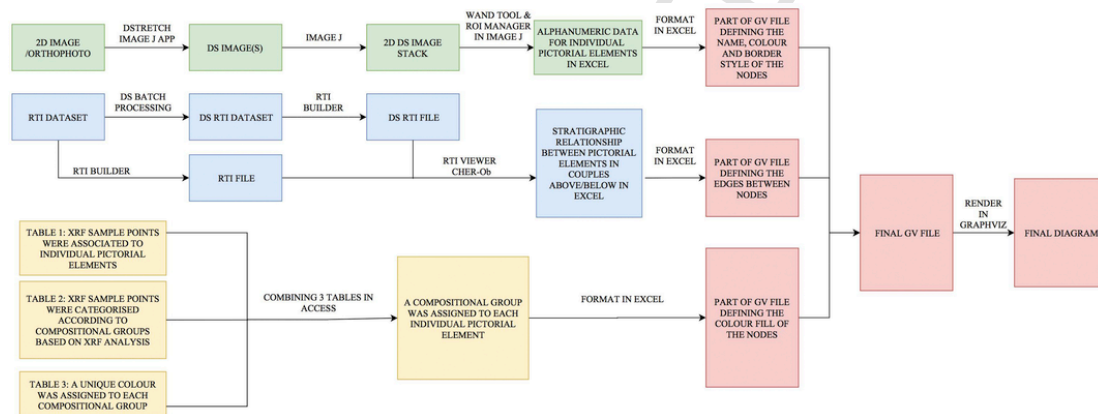 DSTRETCH
IMAGE J APP
IMAGE J
WAND TOOL &
ROI MANAGER
IN IMAGE J
FORMAT
IN EXCEL
2D IMAGE
/ORTHOPHOTO
DS IMAGE(S)
2D DS IMAGE
STACK
ALPHANUMERIC DATA
FOR INDIVIDUAL
PICTORIAL ELEMENTS
IN EXCEL
PART OF GV FILE
DEFINING THE
NAME, COLOUR
AND BORDER
STYLE OF THE
NODES
DS BATCH
PROCESSING
RTI
BUILDER
RTI DATASET
DS RTI DATASET
DS RTI FILE
RTI BUILDER
RTI FILE
RTI VIEWER
CHER-Ob
STRATIGRAPHIC
RELATIONSHIP
BETWEEN PICTORIAL
ELEMENTS IN
COUPLES
ABOVE/BELOW IN
EXCEL
FORMAT
IN EXCEL
PART OF GV FILE
DEFINING THE
EDGES BETWEEN
NODES
TABLE 1: XRF SAMPLE POINTS
WERE ASSOCIATED TO
INDIVIDUAL PICTORIAL
ELEMENTS
TABLE 2: XRF SAMPLE POINTS
WERE CATEGORISED
ACCORDING TO
COMPOSITIONAL GROUPS
BASED ON XRF ANALYSIS
TABLE 3: A UNIQUE COLOUR
WAS ASSIGNED TO EACH
COMPOSITIONAL GROUP
COMBINING 3 TABLES IN
ACCESS
A COMPOSITIONAL GROUP
WAS ASSIGNED TO EACH
INDIVIDUAL PICTORIAL
ELEMENT
FORMAT IN EXCEL
PART OF GV FILE
DEFINING THE
COLOUR FILL OF
THE NODES
FINAL GV FILE
RENDER
IN
GRAPHVIZ
FINAL DIAGRAM